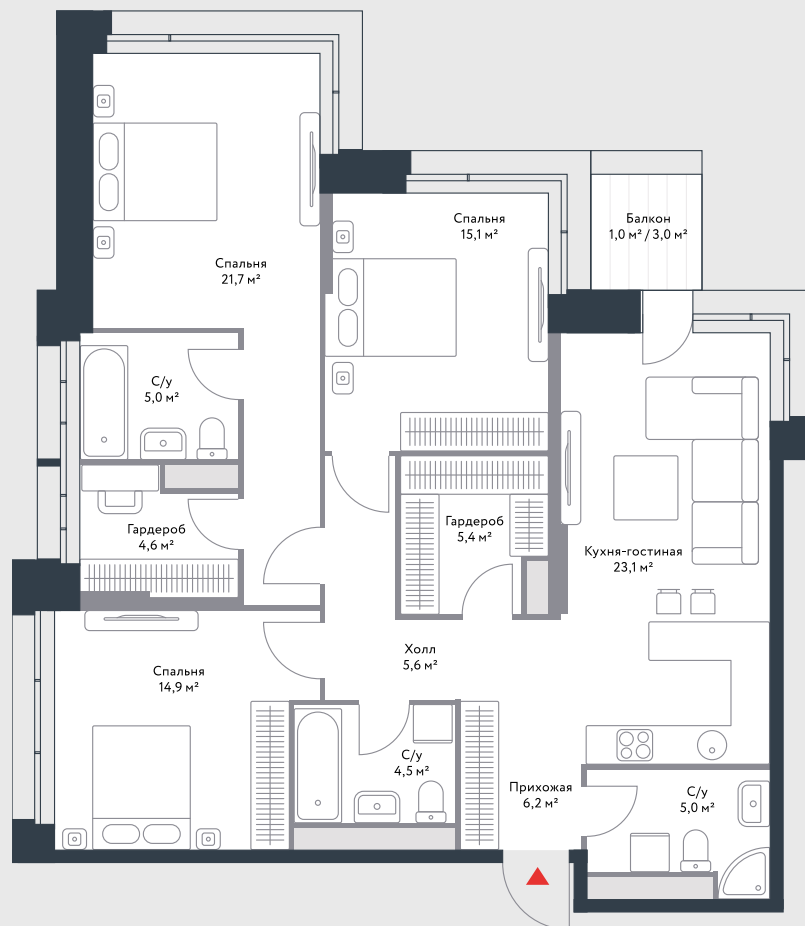 Спальня
15,1 м²
Балкон
1,0 м² / 3,0 м²
Спальня
21,7 м²
С/у
5,0 м²
Гардероб
4,6 м²
Гардероб
5,4 м²
Кухня-гостиная
23,1 м²
Спальня
14,9 м²
Холл
5,6 м²
С/у
4,5 м²
Прихожая
6,2 м²
С/у
5,0 м²